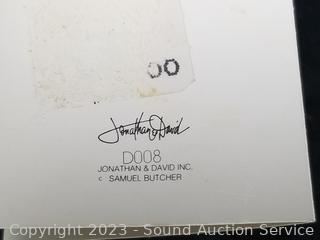 00
Jonathan & David
D008
JONATHAN & DAVID INC.
c SAMUEL BUTCHER
Copyright 2023 - Sound Auction Service